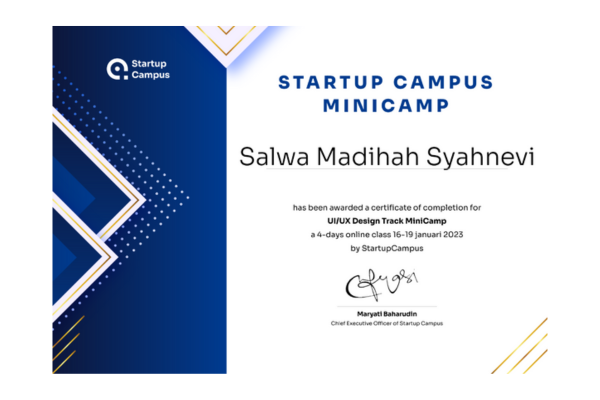 Startup
Campus
STARTUP CAMPUS
MINICAMP
Salwa Madihah Syahnevi
has been awarded a certificate of completion for
UI/UX Design Track MiniCamp
a 4-days online class 16-19 januari 2023
by StartupCampus
Maryati Baharudin
Chief Executive Officer of Startup Campus